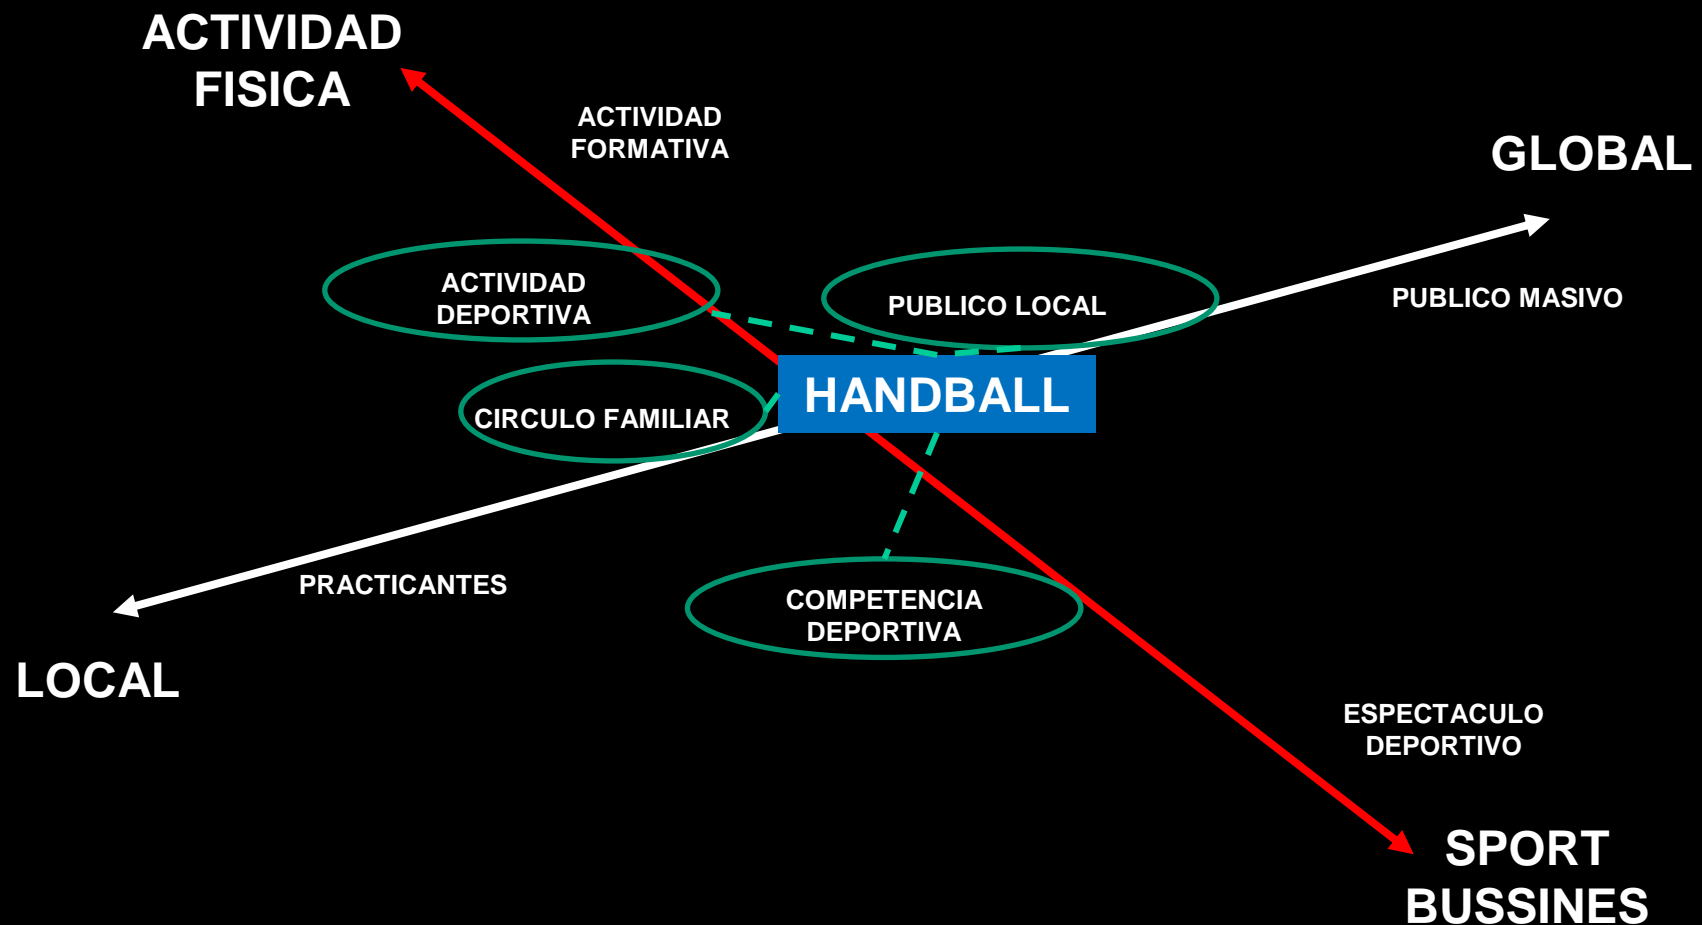 ACTIVIDAD
FISICA
ACTIVIDAD
FORMATIVA
GLOBAL
ACTIVIDAD
DEPORTIVA
PUBLICO LOCAL
PUBLICO MASIVO
HANDBALL
CIRCULO FAMILIAR
PRACTICANTES
COMPETENCIA
DEPORTIVA
LOCAL
ESPECTACULO
DEPORTIVO
SPORT
BUSSINES